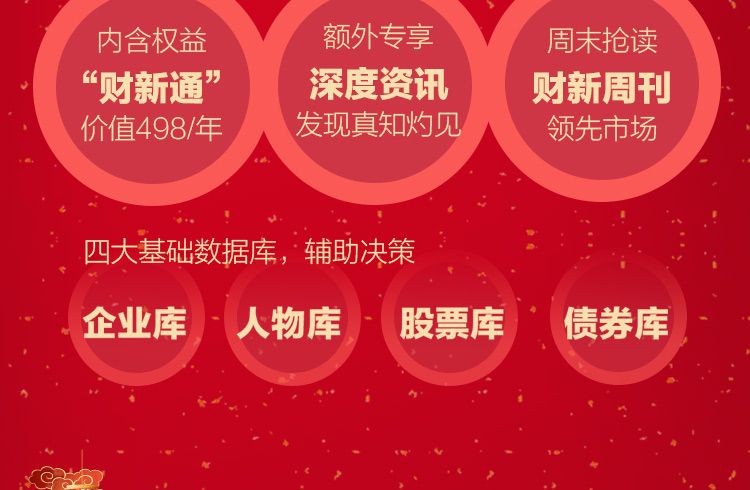 内含权益
“财新通”
价值498/年
额外专享
深度资讯
发现真知灼见
周末抢读
财新周刊
领先市场
四大基础数据库，辅助决策
企业库
人物库
股票库
债券库